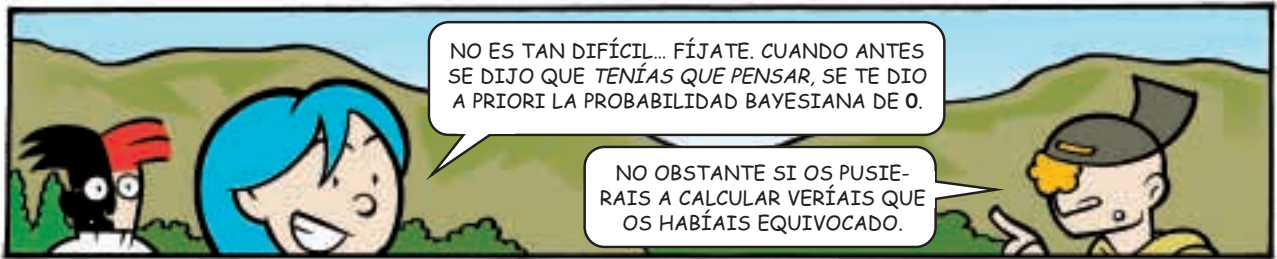 NO ES TAN DIFÍCIL... FÍJATE. CUANDO ANTES
SE DIJO QUE TENÍAS QUE PENSAR, SE TE DIO
A PRIORI LA PROBABILIDAD BAYESIANA DE 0.
NO OBSTANTE SI OS PUSIE-
RAIS A CALCULAR VERÍAIS QUE
OS HABÍAIS EQUIVOCADO.